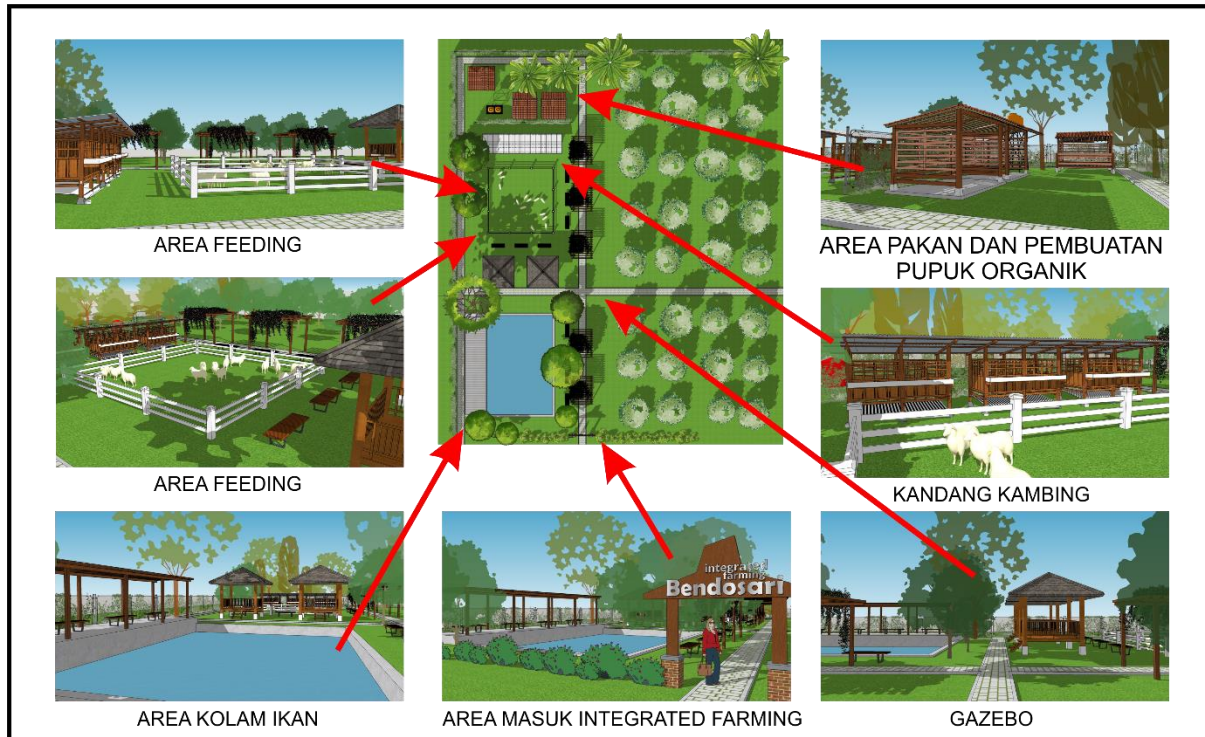 AREA FEEDING
AREA PAKAN DAN PEMBUATAN
PUPUK ORGANIK
AREA FEEDING
KANDANG KAMBING
integrated
farming
Bendosari
AREA KOLAM IKAN
AREA MASUK INTEGRATED FARMING
GAZEBO